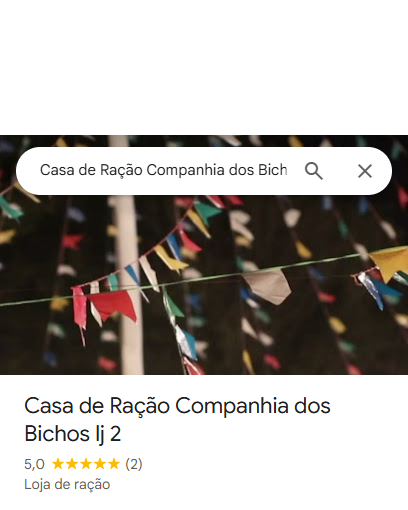 Casa de Ração Companhia dos Bich
Casa de Ração Companhia dos
Bichos lj 2
5,0 (2)
Loja de ração